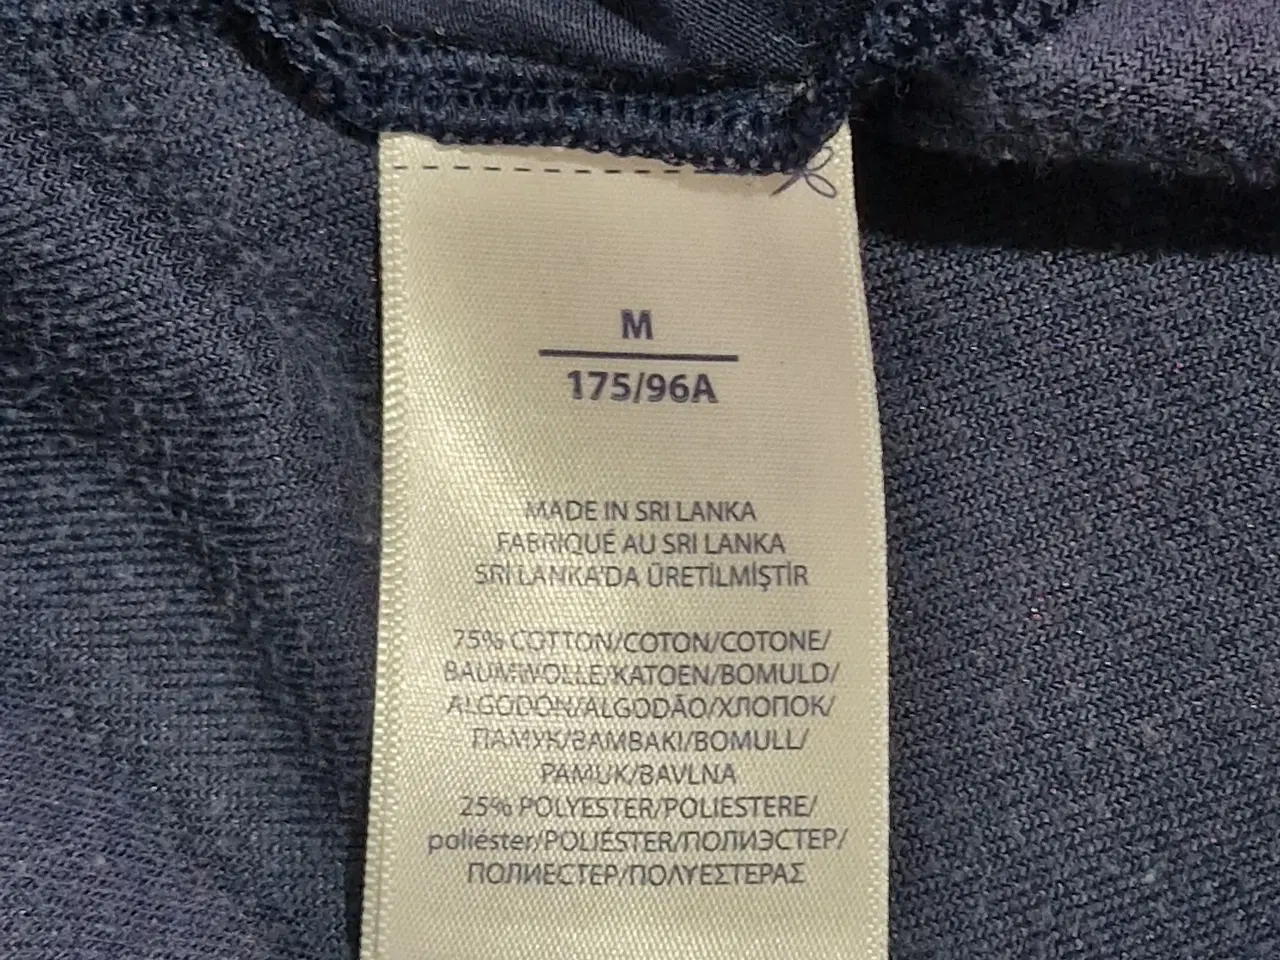 M
175/96A
MADE IN SRI LANKA
FABRIQUÉ AU SRI LANKA
SRI LANKA'DA ÜRETİLMİŞTİR
75% COTTON/COTON/COTONE/
BAUMWOLLE/KATOEN/BOMULD/
ALGODÓN/ALGODÃO/ХЛОПОК/
ПАМУК/ΒΑΜΒΑΚΙ/BOMULL/
PAMUK/BAVLNA
25% POLYESTER/POLIESTERE/
poliéster/POLIÉSTER/ПОЛИЭСТЕР/
ПОЛИЕСТЕР/ΠΟΛΥΕΣΤΕΡΑΣ